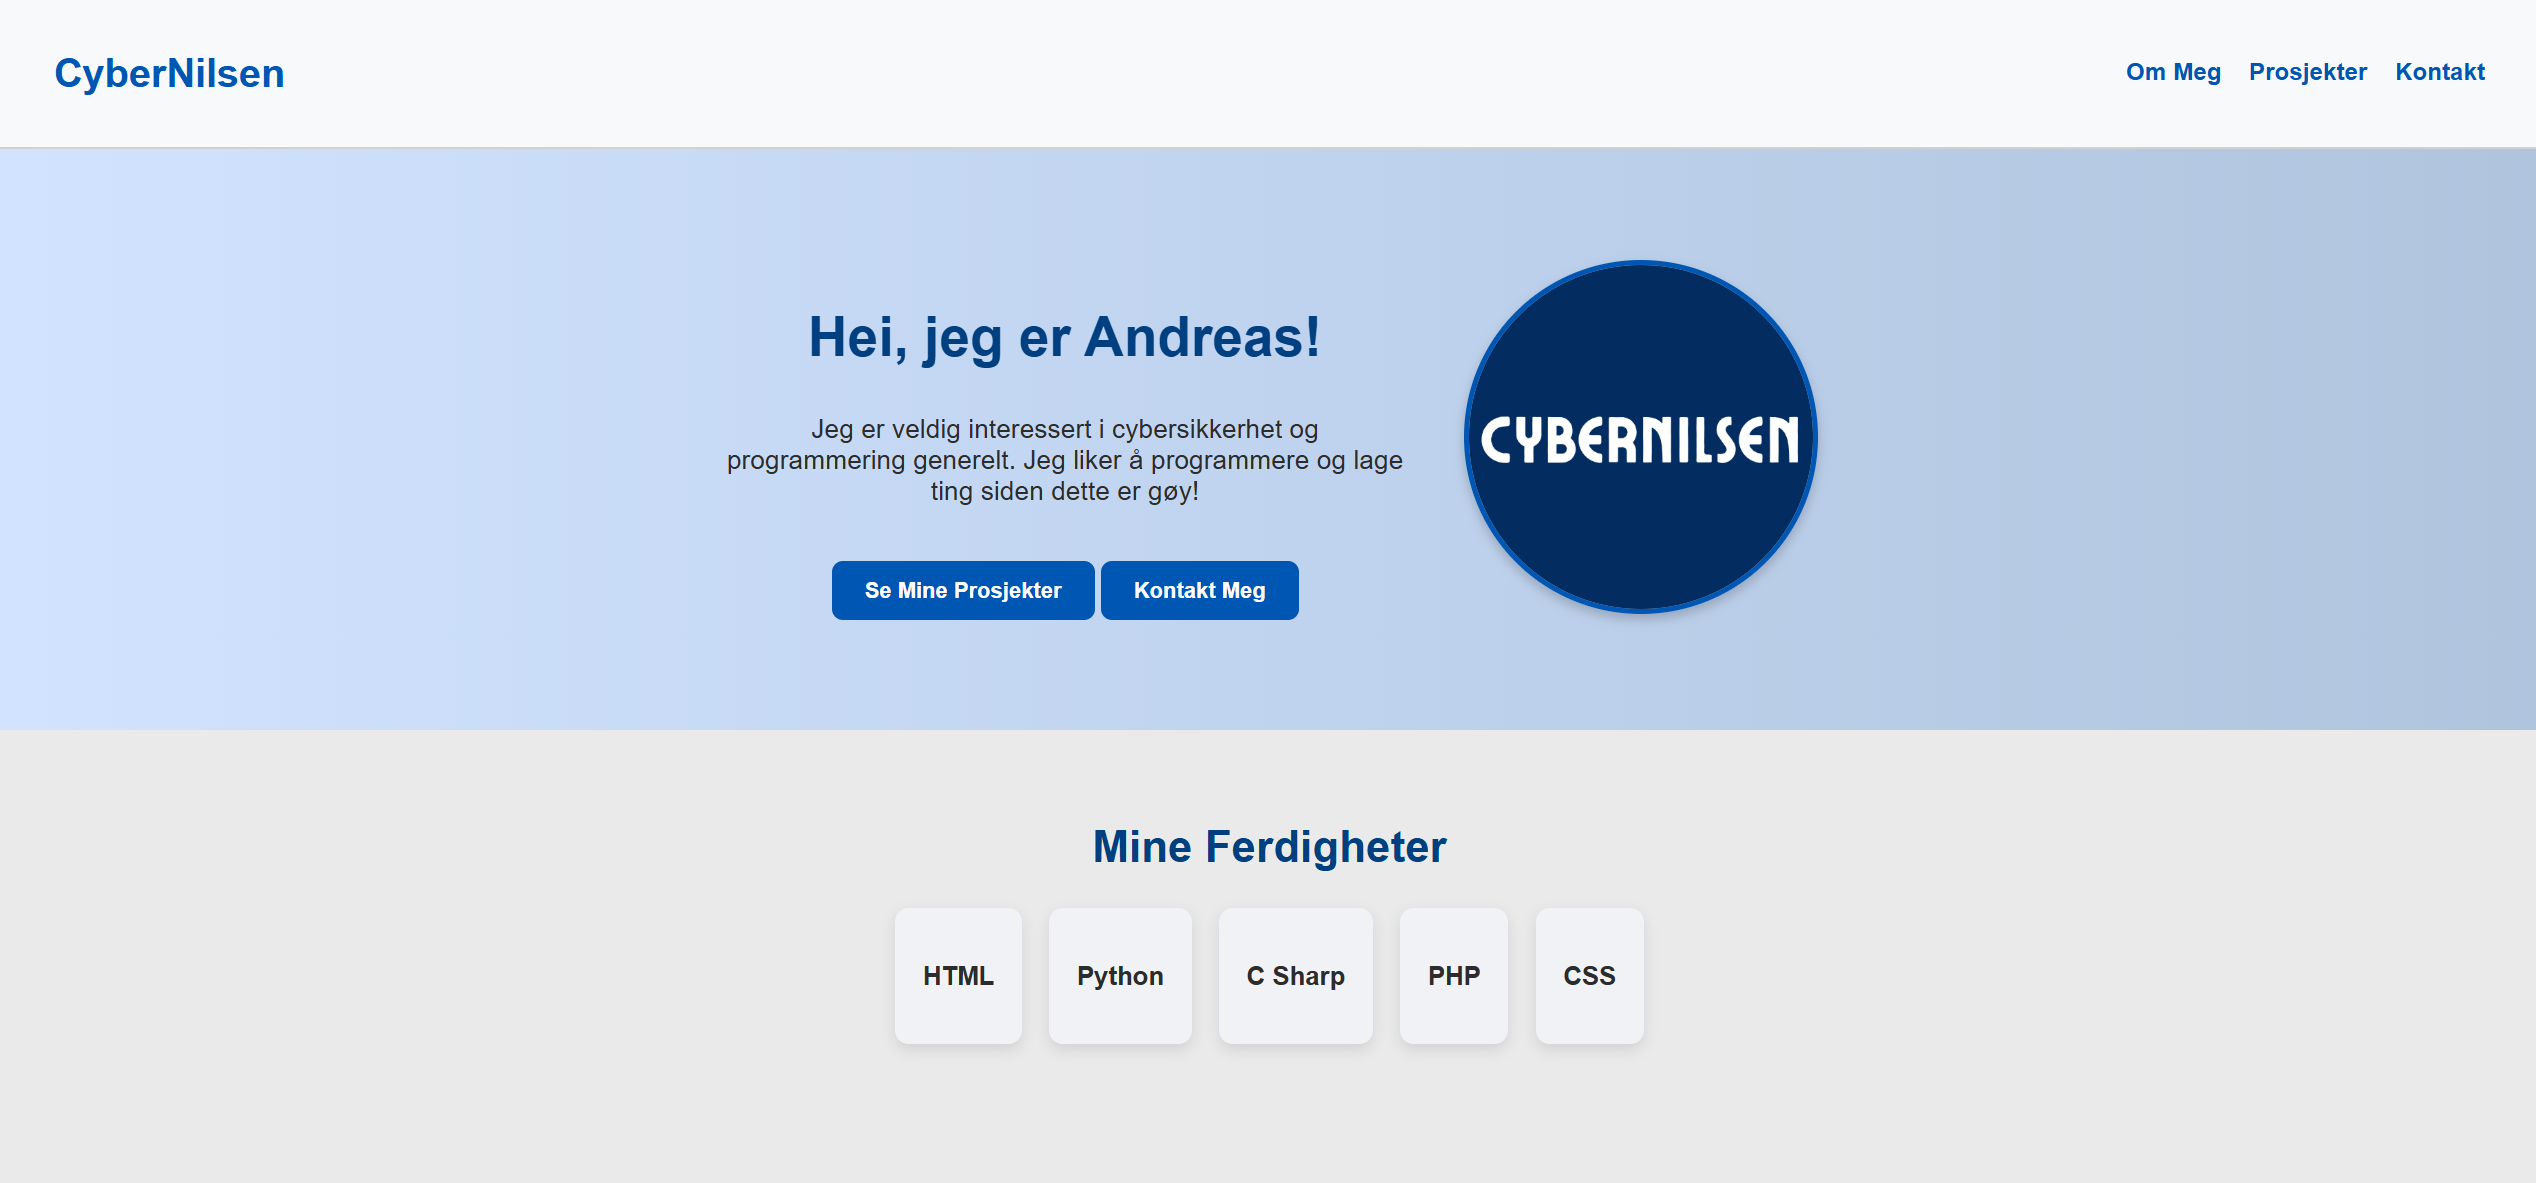 CyberNilsen
Om Meg Prosjekter Kontakt
Hei, jeg er Andreas!
Jeg er veldig interessert i cybersikkerhet og
programmering generelt. Jeg liker å programmere og lage
ting siden dette er gøy!
Se Mine Prosjekter Kontakt Meg
CYBERNILSEN
Mine Ferdigheter
HTML Python C Sharp PHP CSS